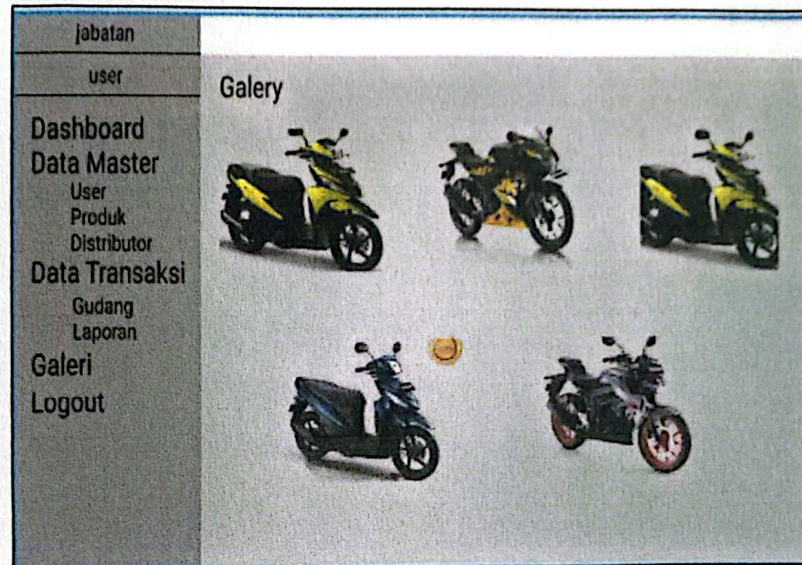 jabatan
user
Galery
Dashboard
Data Master
User
Produk
Distributor
Data Transaksi
Gudang
Laporan
Galeri
Logout